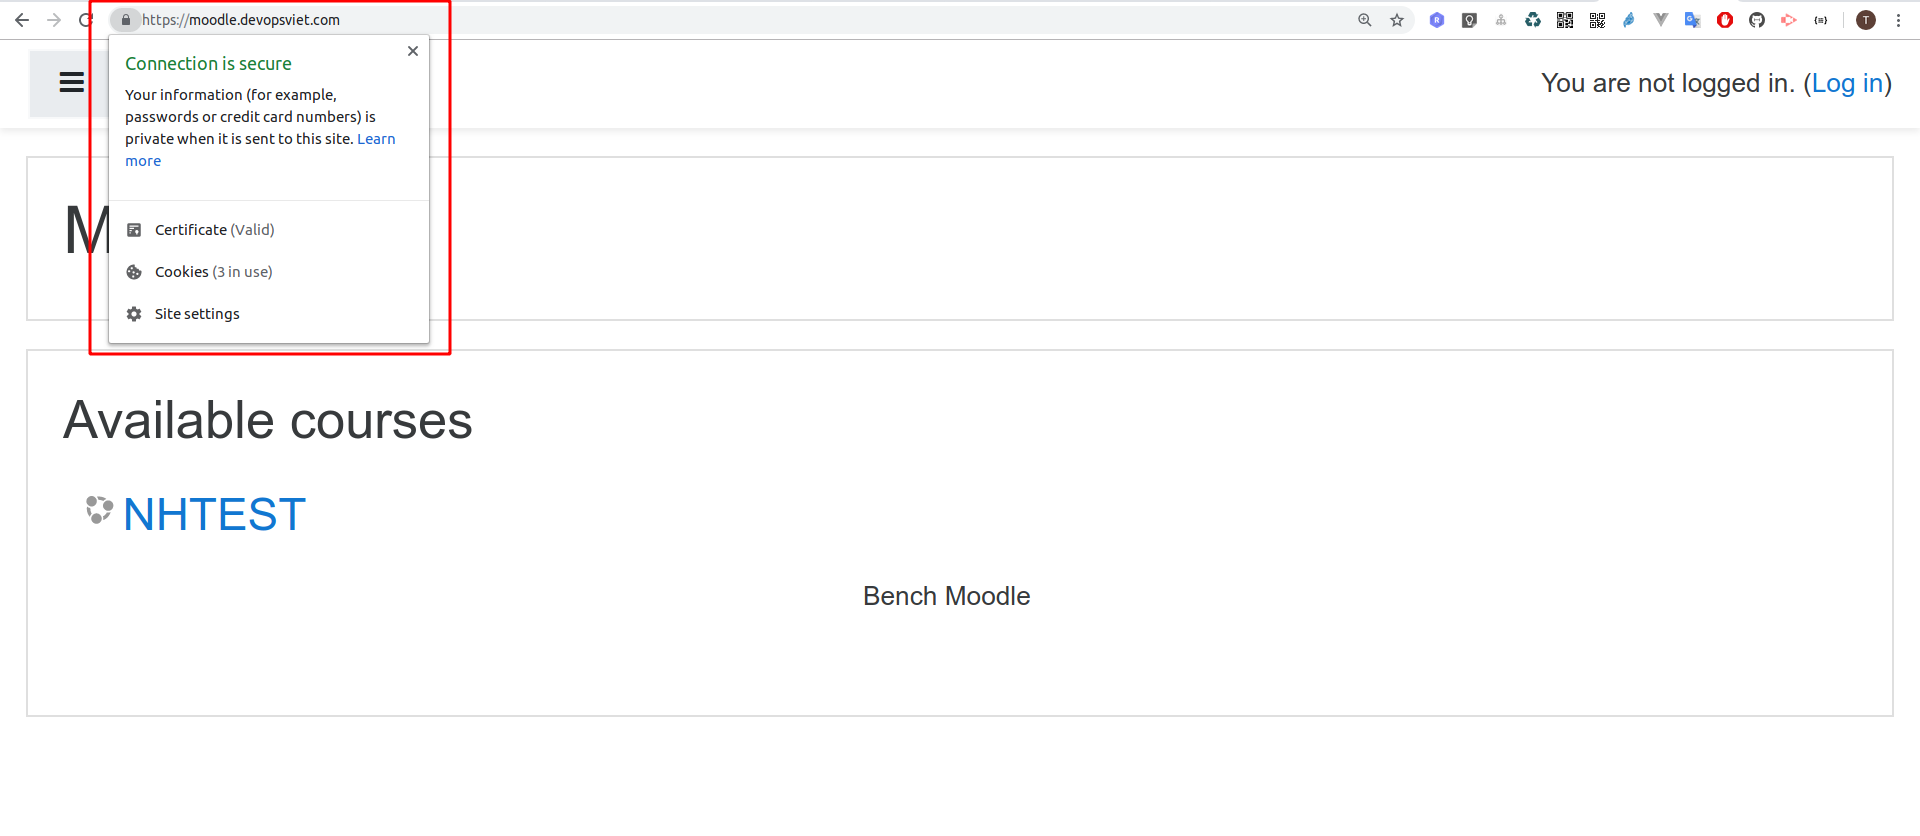 https://moodle.devopsviet.com
T
Connection is secure
Your information (for example,
passwords or credit card numbers) is
private when it is sent to this site. Learn
more
Certificate (Valid)
Cookies (3 in use)
Site settings
You are not logged in. (Log in)
M
Available courses
NHTEST
Bench Moodle